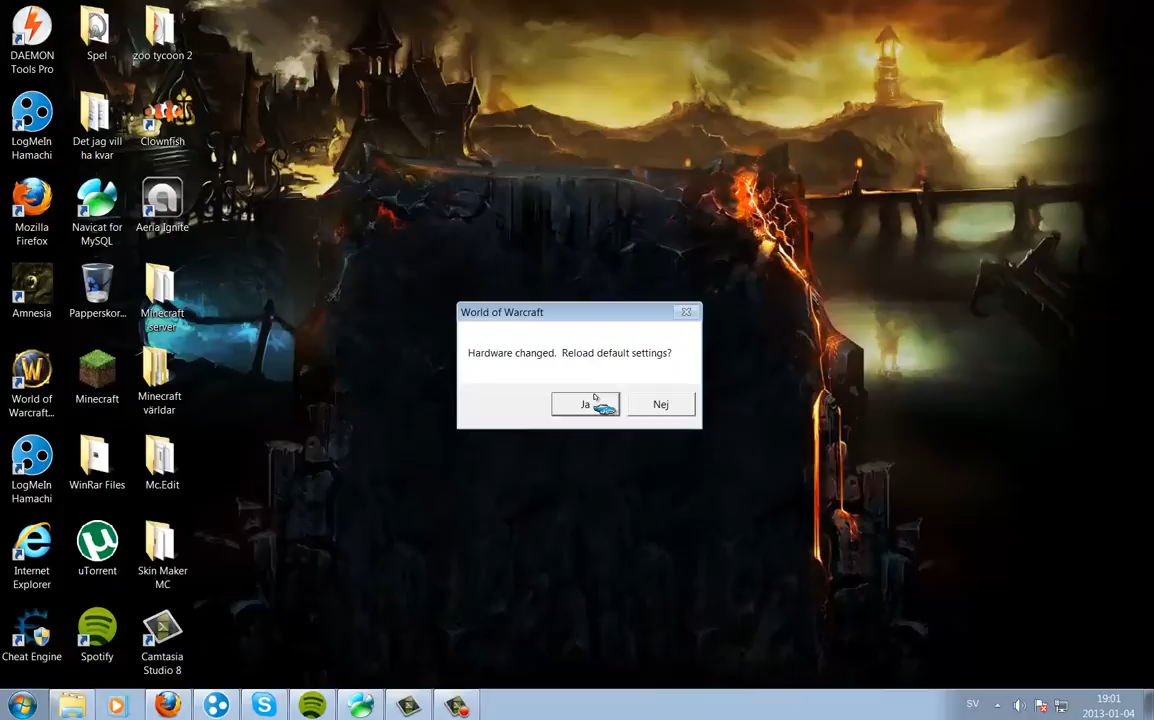 DAEMON
Tools Pro
Spel
zoo tycoon 2
LogMeIn
Hamachi
Det jag vill
ha kvar
Clownfish
Mozilla
Firefox
Navicat for
MySQL
Aeria Ignite
Amnesia
Papperskor...
Minecraft
server
World of Warcraft
Hardware changed.  Reload default settings?
Ja
Nej
World of
Warcraft...
Minecraft
Minecraft
världar
LogMeIn
Hamachi
WinRar Files
Mc.Edit
Internet
Explorer
uTorrent
Skin Maker
MC
Cheat Engine
Spotify
Camtasia
Studio 8
SV
19:01
2013-01-04